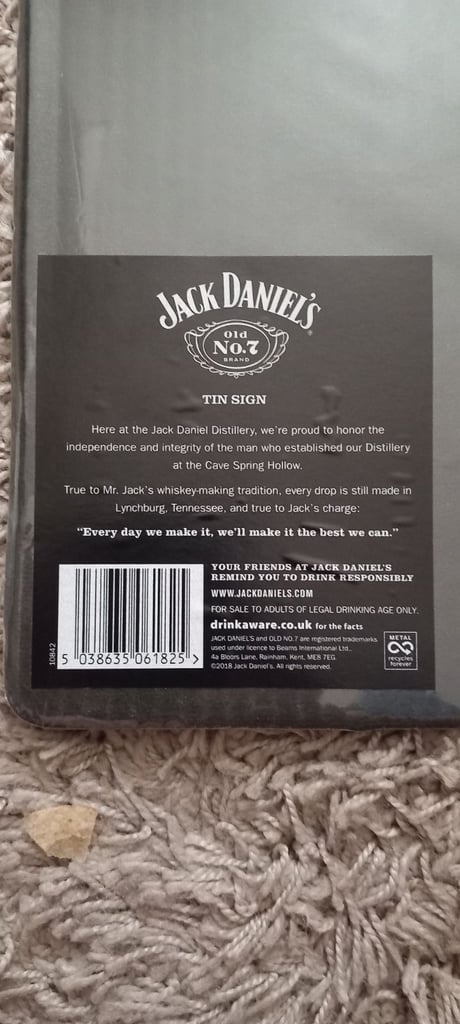 JACK DANIEL'S
Old
No.7
BRAND
TIN SIGN
Here at the Jack Daniel Distillery, we're proud to honor the
independence and integrity of the man who established our Distillery
at the Cave Spring Hollow.
True to Mr. Jack's whiskey-making tradition, every drop is still made in
Lynchburg, Tennessee, and true to Jack's charge:
“Every day we make it, we'll make it the best we can.”
YOUR FRIENDS AT JACK DANIEL'S
REMIND YOU TO DRINK RESPONSIBLY
WWW.JACKDANIELS.COM
FOR SALE TO ADULTS OF LEGAL DRINKING AGE ONLY.
drinkaware.co.uk for the facts
JACK DANIEL'S and OLD NO.7 are registered trademarks
used under licence to Beams International Ltd.,
4a Bloors Lane, Rainham, Kent, ME8 7EG.
©2018 Jack Daniel's. All rights reserved.
METAL
recycles
forever
10842
5 038635 061825 >